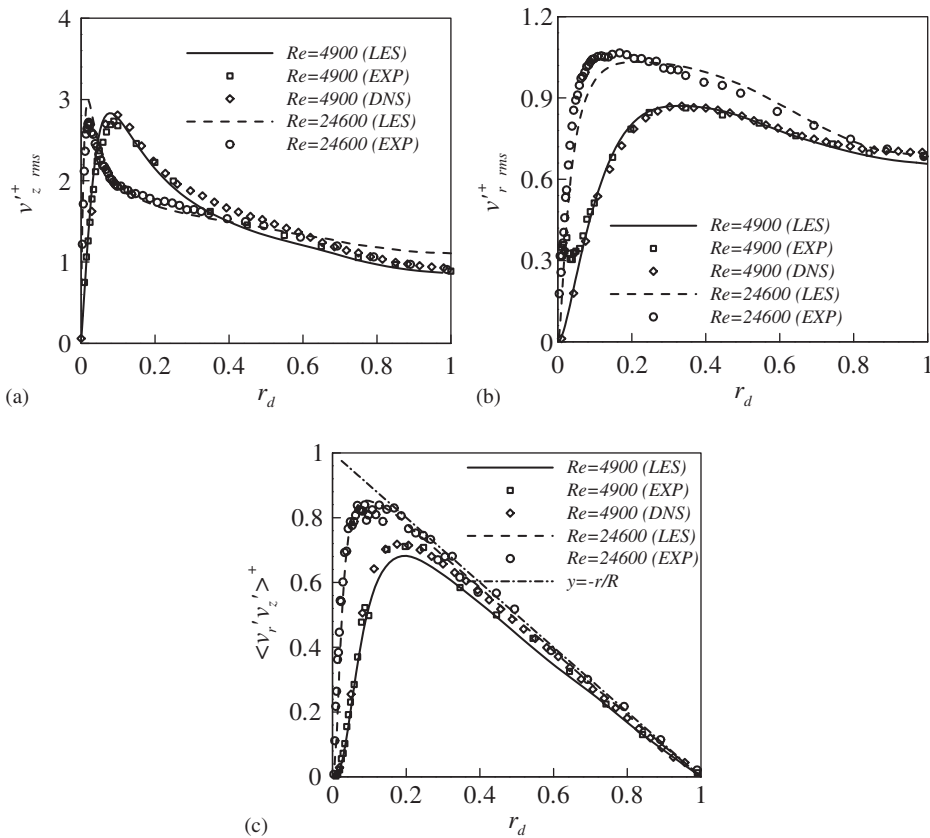 4
3
2
1
0
v'+z rms
Re=4900 (LES)
Re=4900 (EXP)
Re=4900 (DNS)
Re=24600 (LES)
Re=24600 (EXP)
0 0.2 0.4 0.6 0.8 1
(a) r_d
1.2
0.9
0.6
0.3
0
v'+r rms
Re=4900 (LES)
Re=4900 (EXP)
Re=4900 (DNS)
Re=24600 (LES)
Re=24600 (EXP)
0 0.2 0.4 0.6 0.8 1
(b) r_d
1
0.8
0.6
0.4
0.2
0
<v_r'v_z'>+
Re=4900 (LES)
Re=4900 (EXP)
Re=4900 (DNS)
Re=24600 (LES)
Re=24600 (EXP)
y=-r/R
0 0.2 0.4 0.6 0.8 1
(c) r_d